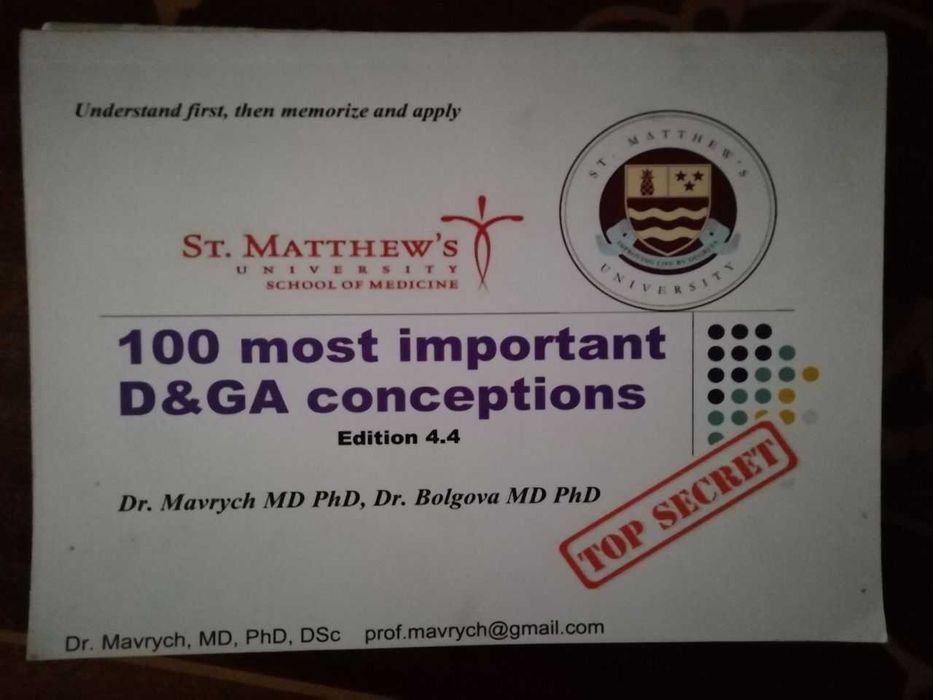 Understand first, then memorize and apply
ST. MATTHEW'S
UNIVERSITY
SCHOOL OF MEDICINE
ST. MATTHEW'S
UNIVERSITY
100 most important
D&GA conceptions
Edition 4.4
Dr. Mavrych MD PhD, Dr. Bolgova MD PhD
TOP SECRET
Dr. Mavrych, MD, PhD, DSc prof.mavrych@gmail.com